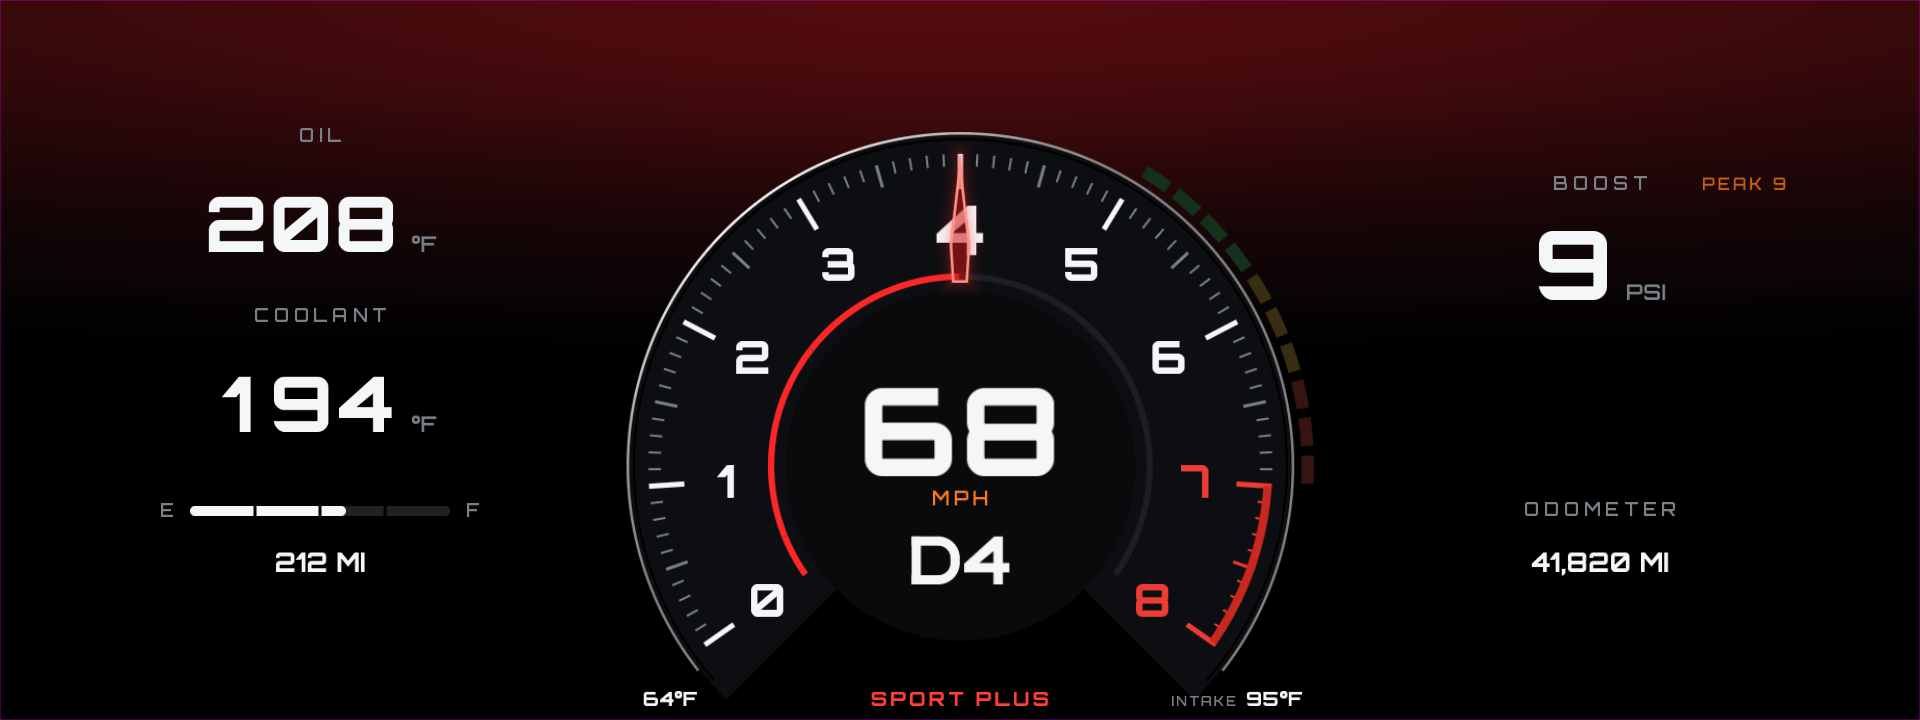 OIL
208 °F
COOLANT
194 °F
E F
212 MI
0
1
2
3
4
5
6
7
8
68
MPH
D4
64°F
SPORT PLUS
INTAKE 95°F
BOOST PEAK 9
9 PSI
ODOMETER
41,820 MI